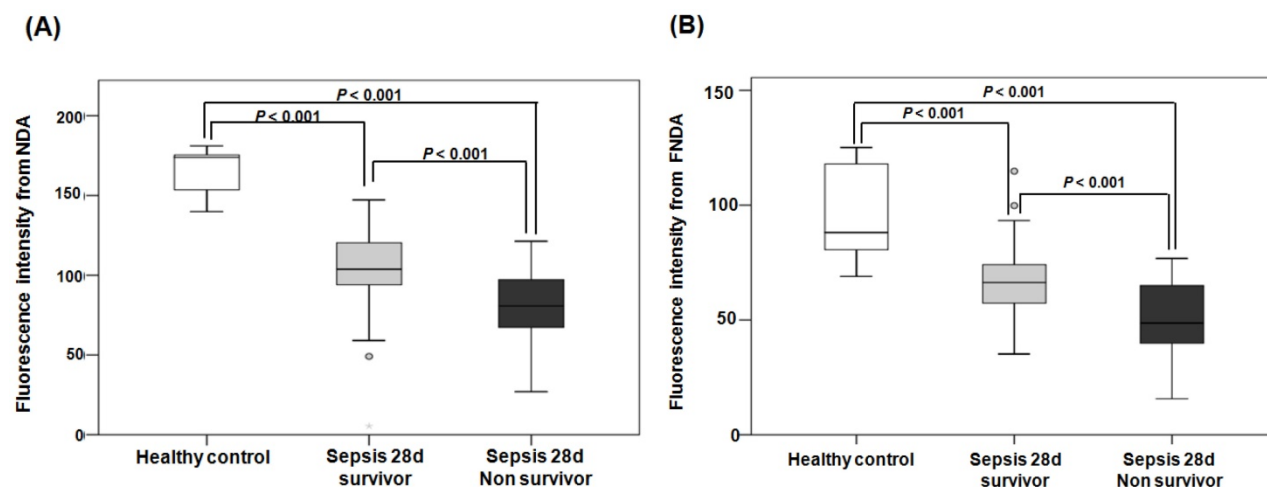 (A)
Fluorescence intensity from NDA
200
150
100
50
0
P < 0.001
P < 0.001
P < 0.001
Healthy control
Sepsis 28d
survivor
Sepsis 28d
Non survivor
(B)
Fluorescence intensity from FNDA
150
100
50
0
P < 0.001
P < 0.001
P < 0.001
Healthy control
Sepsis 28d
survivor
Sepsis 28d
Non survivor